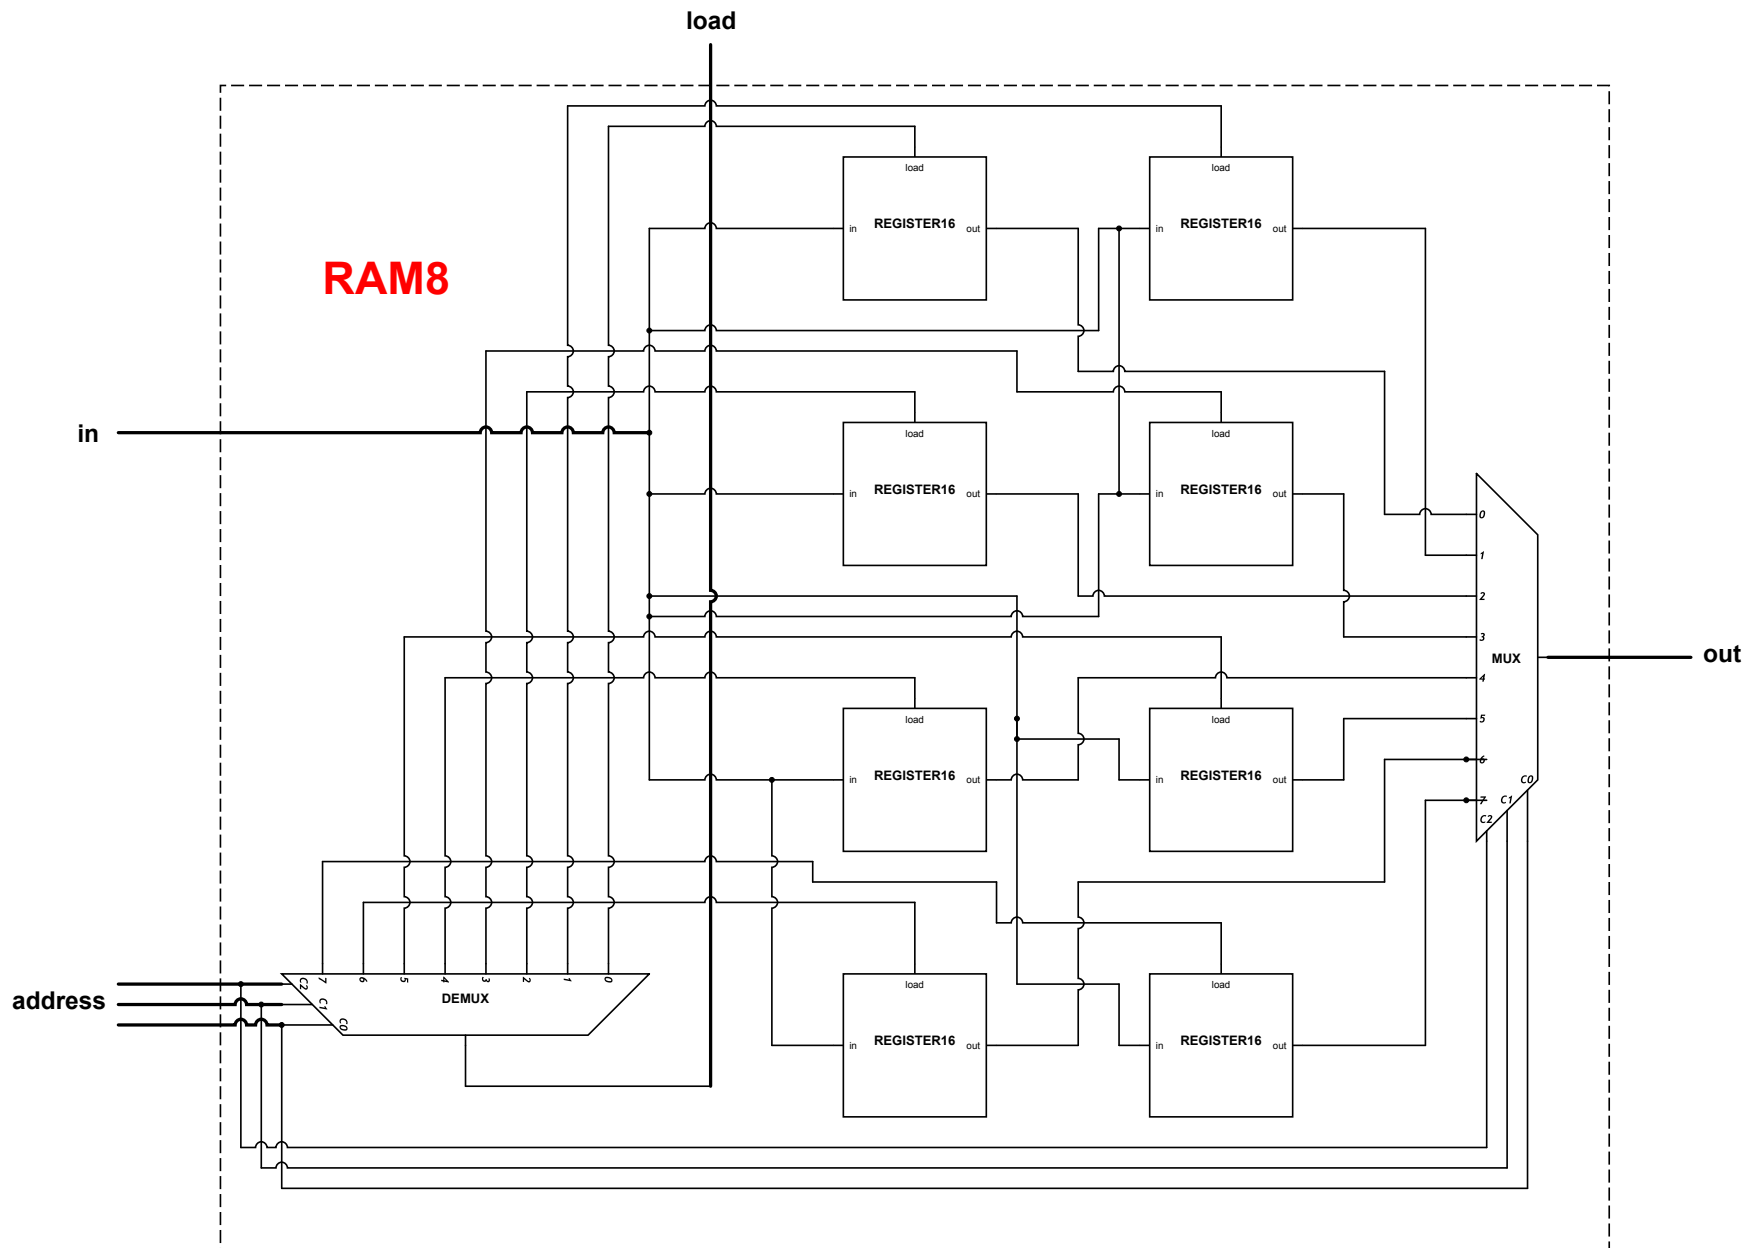 load
load
load
in REGISTER16 out
in REGISTER16 out
RAM8
in
load
load
in REGISTER16 out
in REGISTER16 out
0
1
2
3
MUX
out
4
5
6
7
C0
C1
C2
load
load
in REGISTER16 out
in REGISTER16 out
address
C2
C1
C0
7
6
5
4
3
2
1
0
DEMUX
load
load
in REGISTER16 out
in REGISTER16 out